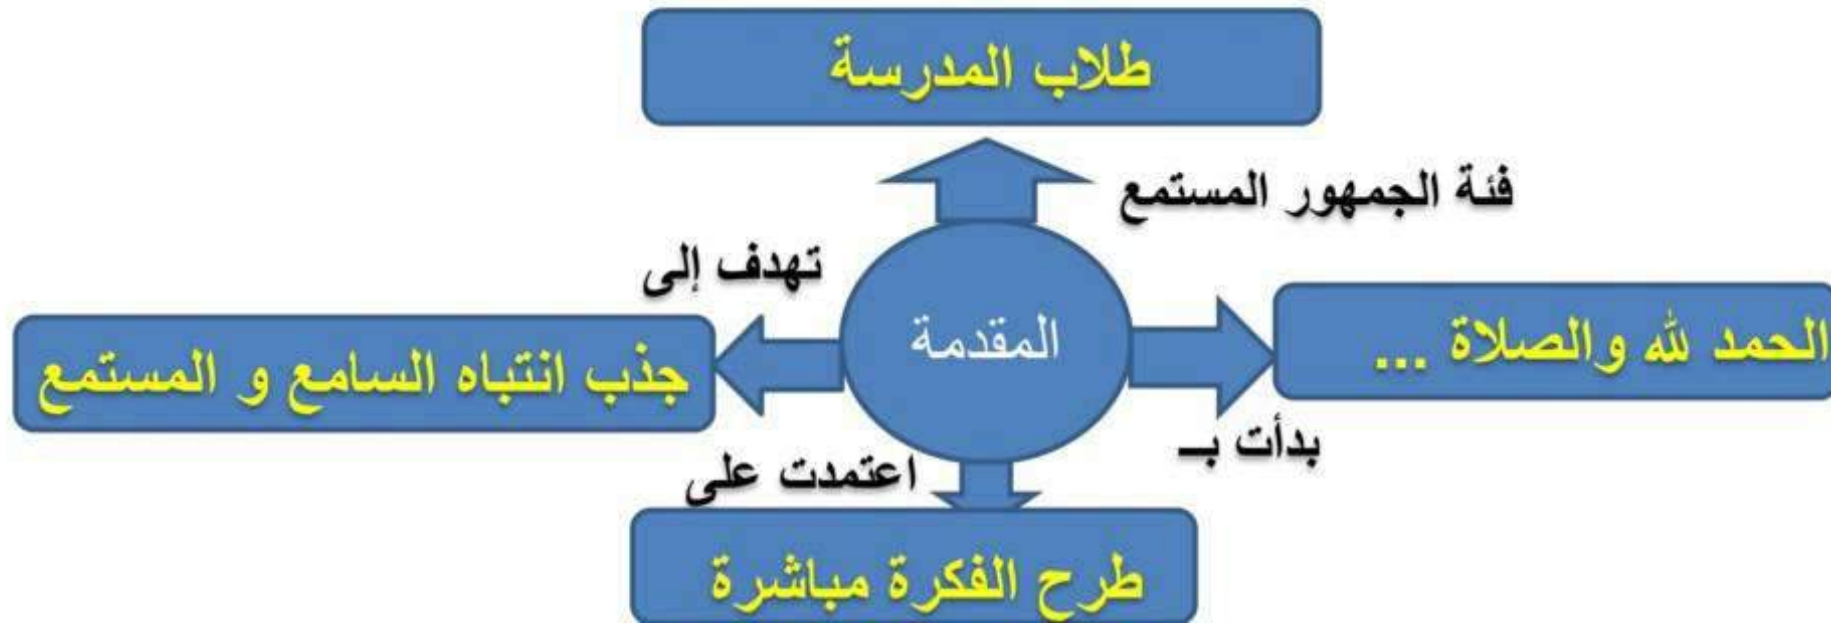 طلاب المدرسة
فئة الجمهور المستمع
تهدف إلى
الحمد لله والصلاة ...
المقدمة
جذب انتباه السامع و المستمع
بدأت بـ
اعتمدت على
طرح الفكرة مباشرة